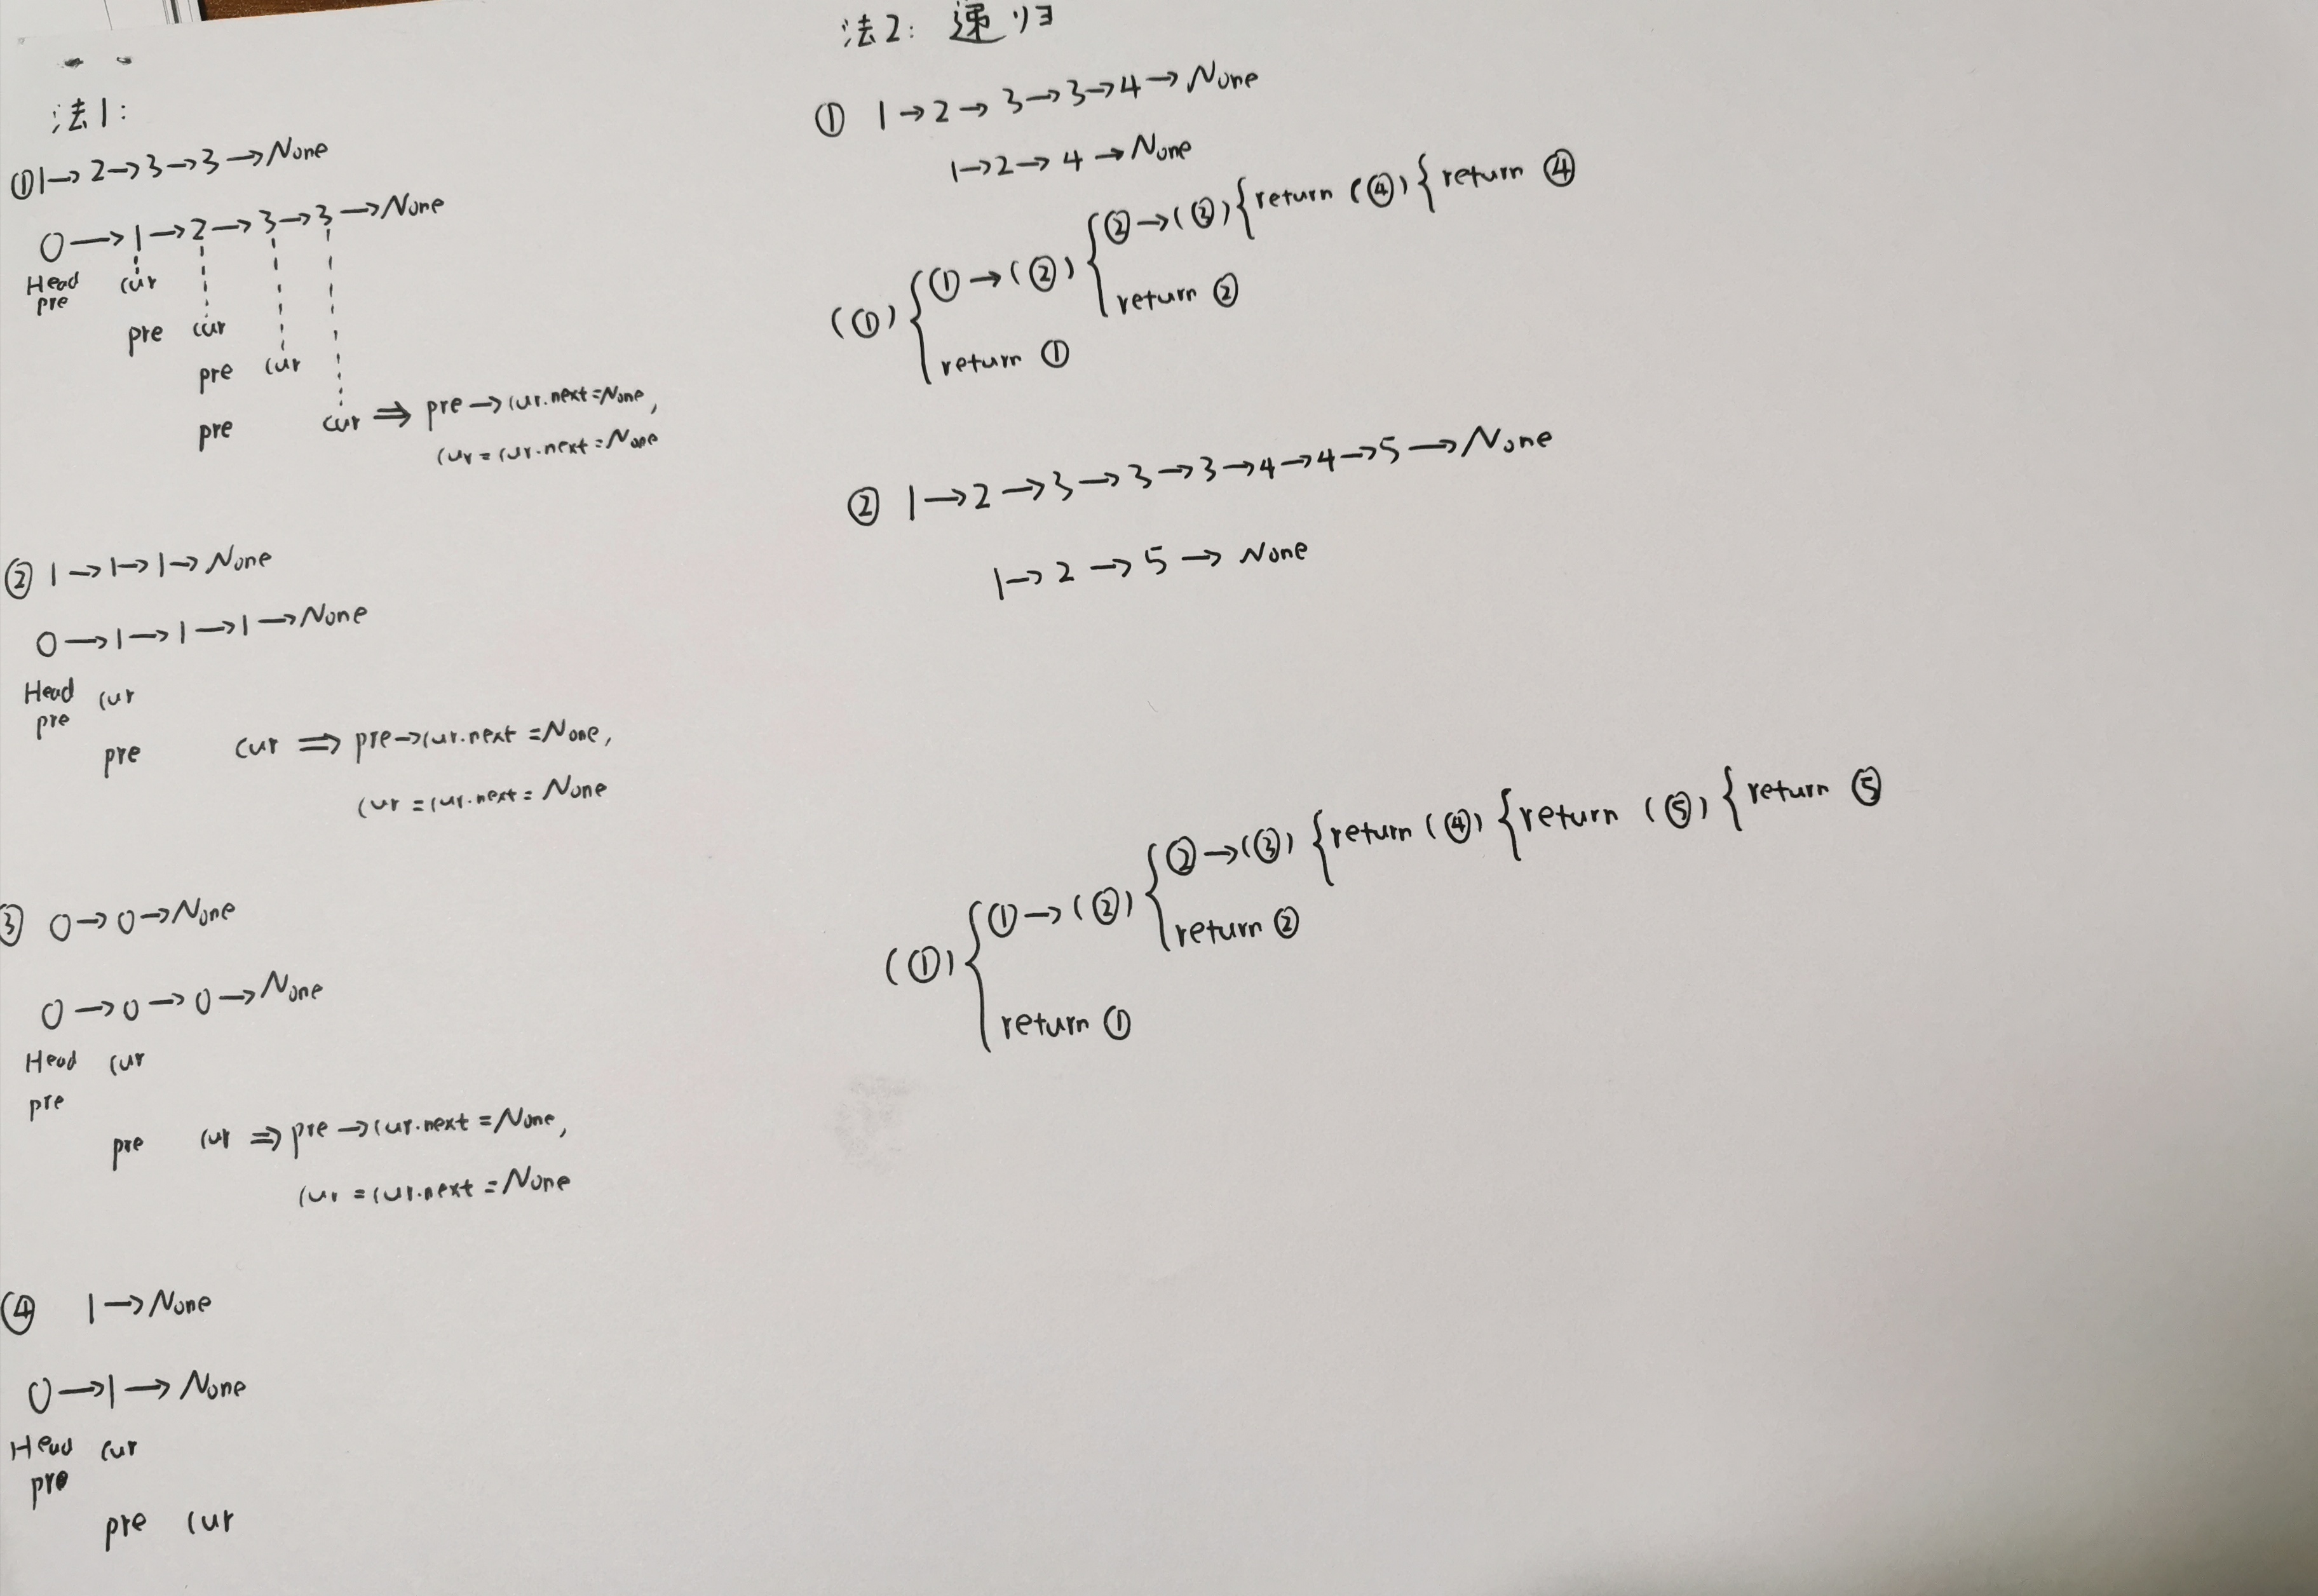 法1:
①1→2→3→3→None
0→1→2→3→3→None
Head cur
pre
pre cur
pre cur
pre cur ⇒ pre→cur.next=None,
cur=cur.next=None
② 1→1→1→None
0→1→1→1→None
Head cur
pre
pre cur ⇒ pre→cur.next=None,
cur=cur.next=None
③ 0→0→None
0→0→0→None
Head cur
pre
pre cur ⇒ pre→cur.next=None,
cur=cur.next=None
④ 1→None
0→1→None
Head cur
pre
pre cur
法2: 递归
① 1→2→3→3→4→None
1→2→4→None
②→(③){return (④){return ④
①→(②){
return ②
(①){
return ①
② 1→2→3→3→3→4→4→5→None
1→2→5→None
②→(③){return (④){return (⑤){return ⑤
①→(②){
return ②
(①){
return ①